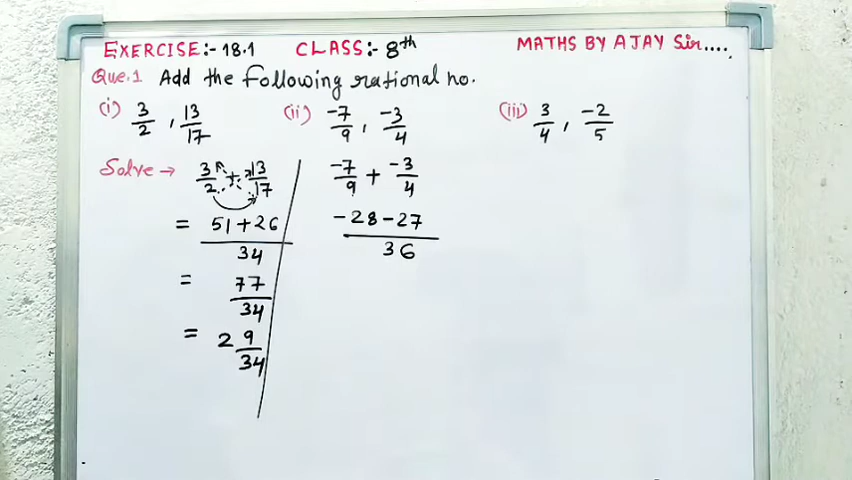 EXERCISE:- 18.1 CLASS:- 8th MATHS BY AJAY Sir....
Que.1 Add the following rational no.
(i) 3/2 , 13/17 (ii) -7/9 , -3/4 (iii) 3/4 , -2/5
Solve → 3/2 + 13/17 -7/9 + -3/4
= 51+26/34 -28-27/36
= 77/34
= 2 9/34